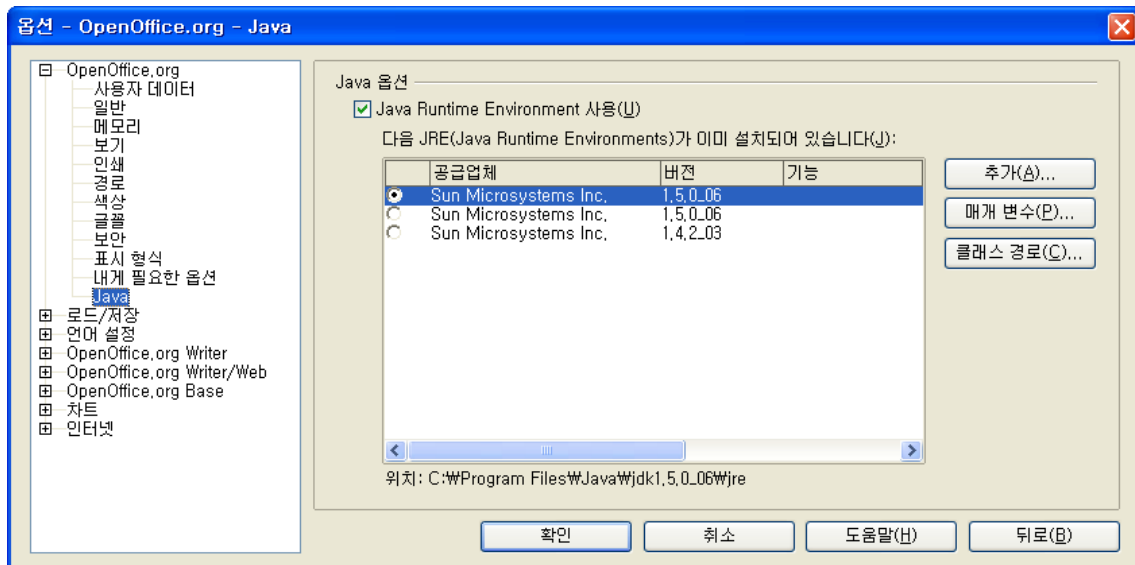 옵션 - OpenOffice.org - Java
OpenOffice.org
사용자 데이터
일반
메모리
보기
인쇄
경로
색상
글꼴
보안
표시 형식
내게 필요한 옵션
Java
로드/저장
언어 설정
OpenOffice.org Writer
OpenOffice.org Writer/Web
OpenOffice.org Base
차트
인터넷
Java 옵션
Java Runtime Environment 사용(U)
다음 JRE(Java Runtime Environments)가 이미 설치되어 있습니다(J):
공급업체 버전 기능
Sun Microsystems Inc. 1.5.0_06
Sun Microsystems Inc. 1.5.0_06
Sun Microsystems Inc. 1.4.2_03
추가(A)...
매개 변수(P)...
클래스 경로(C)...
위치: C:₩Program Files₩Java₩jdk1.5.0_06₩jre
확인 취소 도움말(H) 뒤로(B)